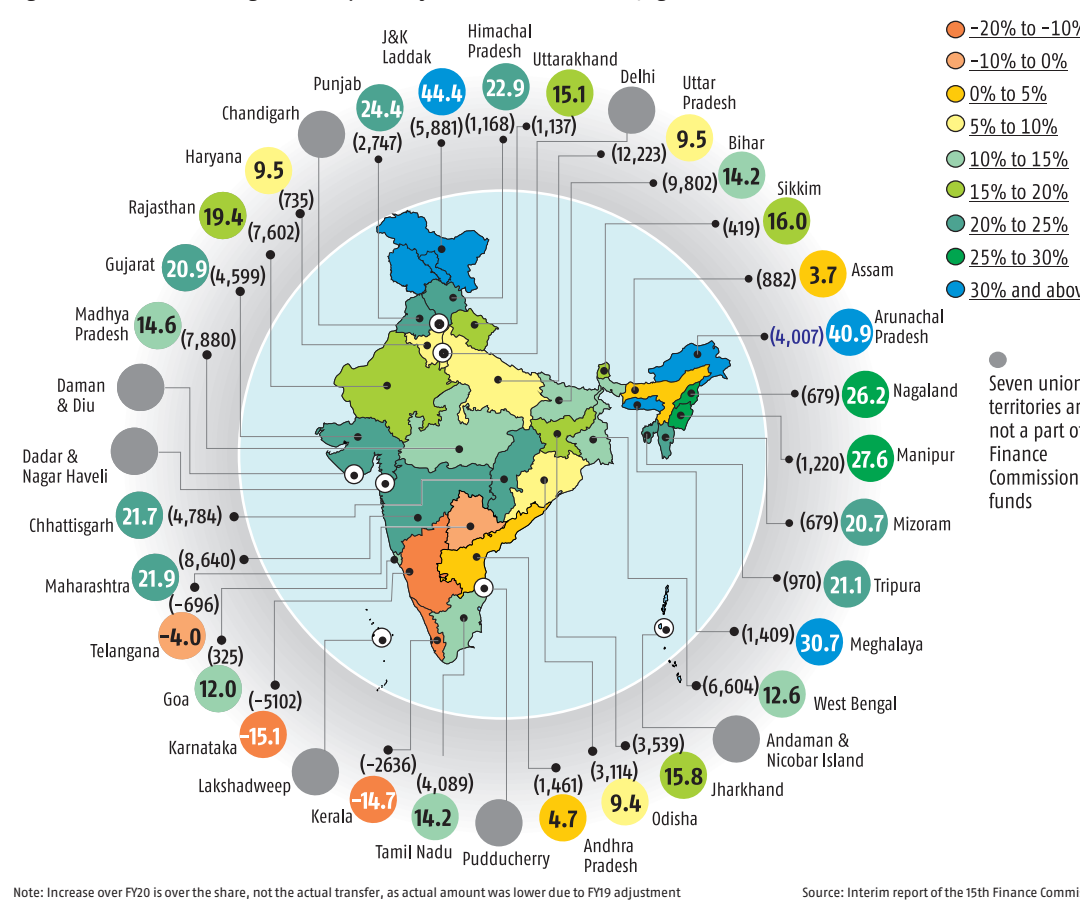 J&K
Laddak
44.4
(5,881)
Himachal
Pradesh
22.9
(1,168)
Uttarakhand
15.1
(1,137)
Delhi
Uttar
Pradesh
9.5
(12,223)
Bihar
14.2
(9,802)
Sikkim
16.0
(419)
Assam
3.7
(882)
Arunachal
Pradesh
40.9
(4,007)
Nagaland
26.2
(679)
Manipur
27.6
(1,220)
Mizoram
20.7
(679)
Tripura
21.1
(970)
Meghalaya
30.7
(1,409)
West Bengal
12.6
(6,604)
Andaman &
Nicobar Island
Jharkhand
15.8
(3,539)
Odisha
9.4
(3,114)
Andhra
Pradesh
4.7
(1,461)
Pudducherry
Tamil Nadu
14.2
(4,089)
Kerala
−14.7
(−2636)
Lakshadweep
Karnataka
−15.1
(−5102)
Goa
12.0
(325)
Telangana
−4.0
(−696)
Maharashtra
21.9
(8,640)
Chhattisgarh
21.7
(4,784)
Dadar &
Nagar Haveli
Daman
& Diu
Madhya
Pradesh
14.6
(7,880)
Gujarat
20.9
(4,599)
Rajasthan
19.4
(7,602)
Haryana
9.5
(735)
Chandigarh
Punjab
24.4
(2,747)
−20% to −10%
−10% to 0%
0% to 5%
5% to 10%
10% to 15%
15% to 20%
20% to 25%
25% to 30%
30% and abov
Seven union
territories ar
not a part of
Finance
Commission
funds
Note: Increase over FY20 is over the share, not the actual transfer, as actual amount was lower due to FY19 adjustment
Source: Interim report of the 15th Finance Commi